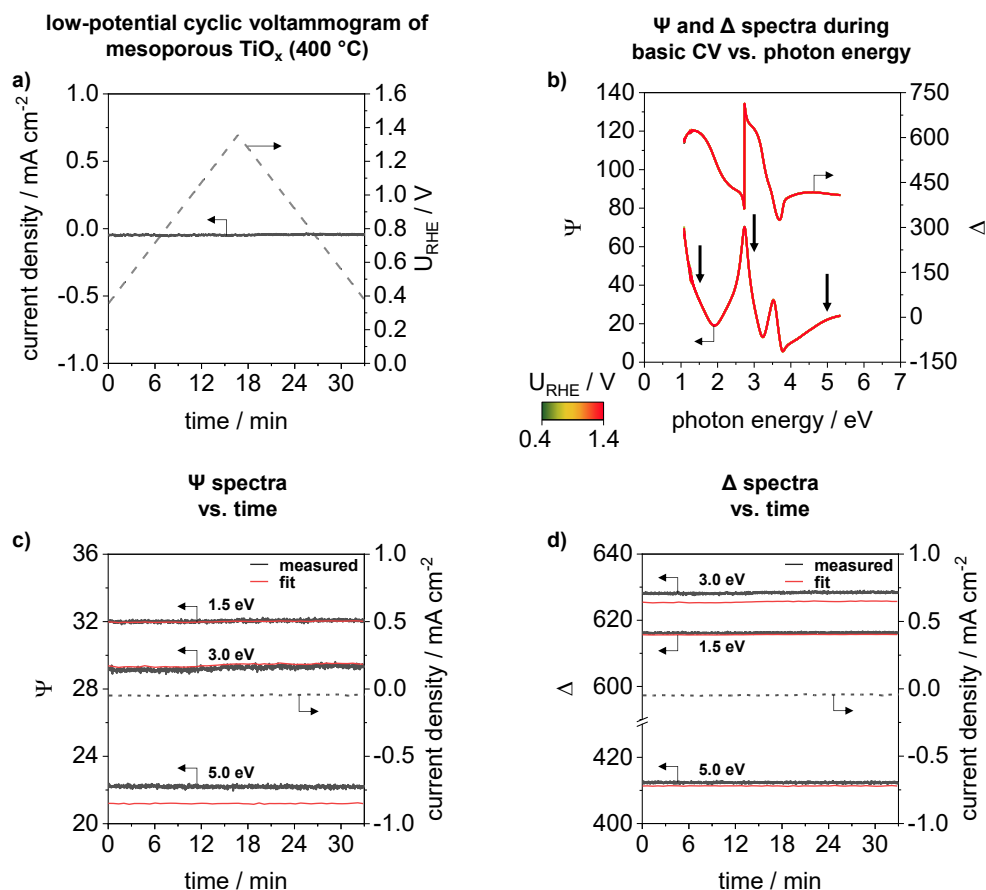 low-potential cyclic voltammogram of
mesoporous TiOₓ (400 °C)
a)
1.0
0.5
0.0
-0.5
-1.0
current density / mA cm⁻²
1.6
1.4
1.2
1.0
0.8
0.6
0.4
0.2
0.0
U_RHE / V
0 6 12 18 24 30
time / min
Ψ and Δ spectra during
basic CV vs. photon energy
b)
140
120
100
80
60
40
20
0
Ψ
750
600
450
300
150
0
-150
Δ
0 1 2 3 4 5 6 7
photon energy / eV
U_RHE / V
0.4 1.4
Ψ spectra
vs. time
c)
36
32
28
24
20
Ψ
measured
fit
1.5 eV
3.0 eV
5.0 eV
1.0
0.5
0.0
-0.5
-1.0
current density / mA cm⁻²
0 6 12 18 24 30
time / min
Δ spectra
vs. time
d)
640
620
600
420
400
Δ
measured
fit
3.0 eV
1.5 eV
5.0 eV
1.0
0.5
0.0
-0.5
-1.0
current density / mA cm⁻²
0 6 12 18 24 30
time / min